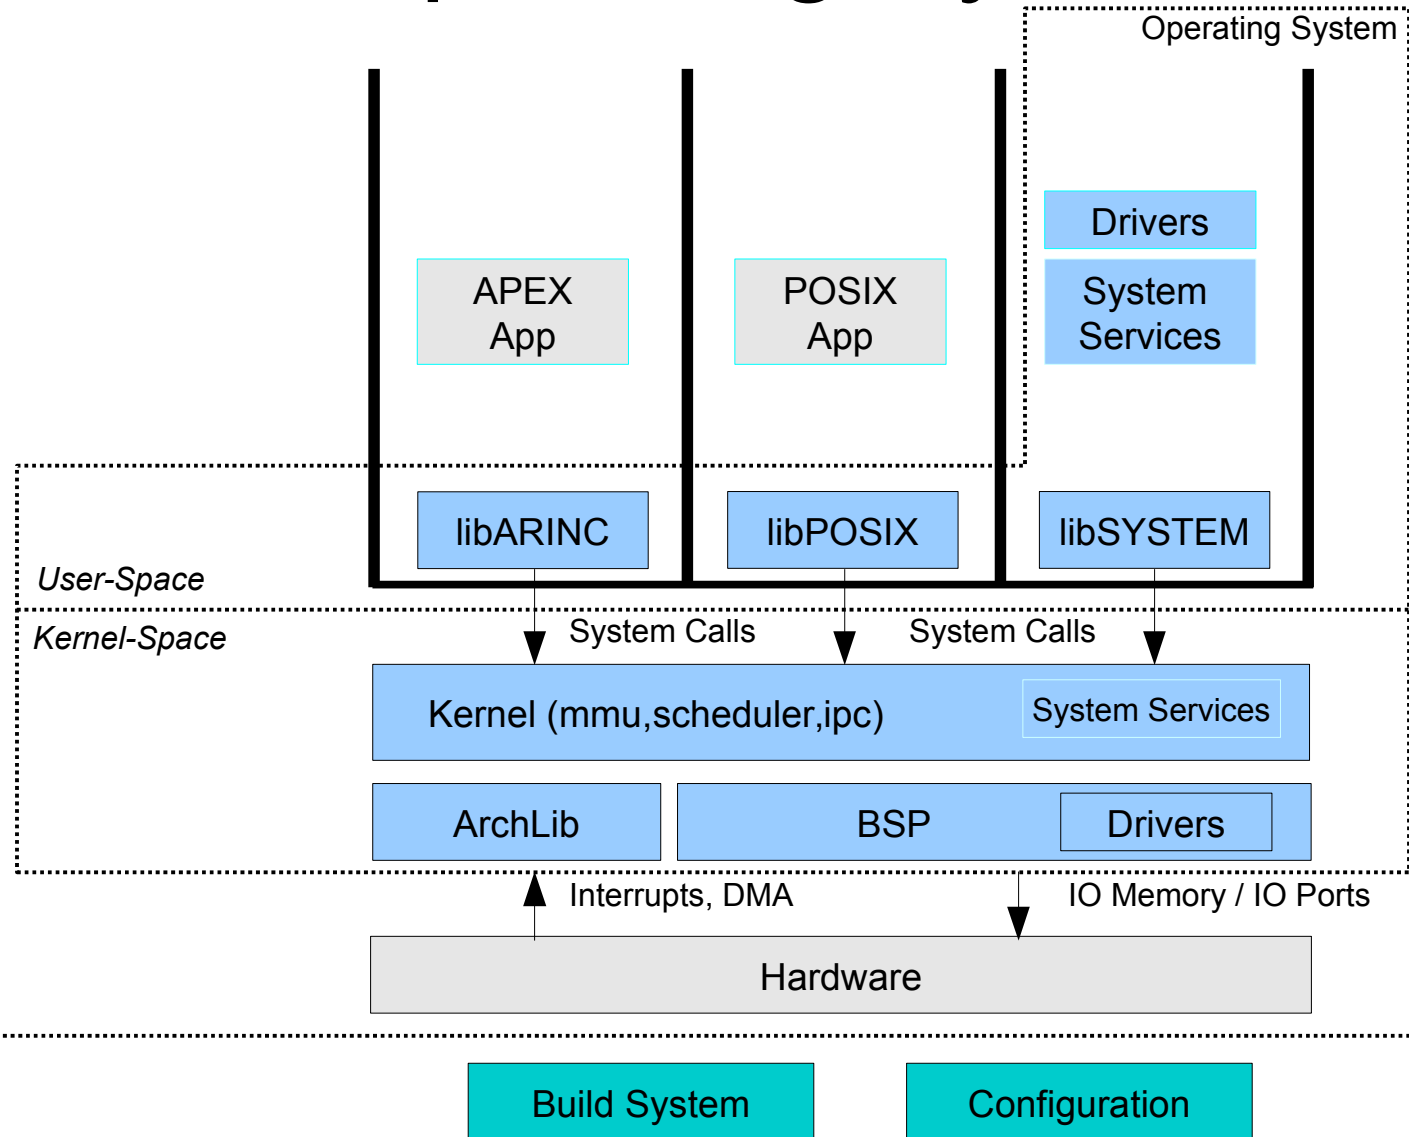 Operating System
Drivers
APEX
App
POSIX
App
System
Services
libARINC
libPOSIX
libSYSTEM
User-Space
Kernel-Space
System Calls
System Calls
Kernel (mmu,scheduler,ipc)
System Services
ArchLib
BSP
Drivers
Interrupts, DMA
IO Memory / IO Ports
Hardware
Build System
Configuration